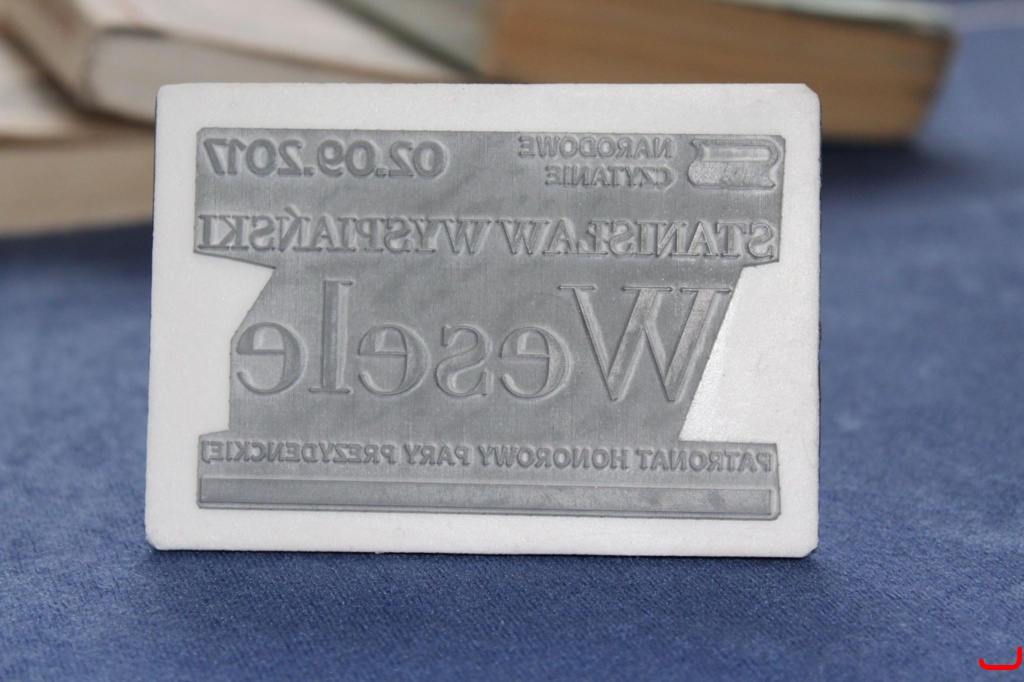 NARODOWE
CZYTANIE
02.09.2017
STANISŁAW WYSPIAŃSKI
Wesele
PATRONAT HONOROWY PARY PREZYDENCKIEJ